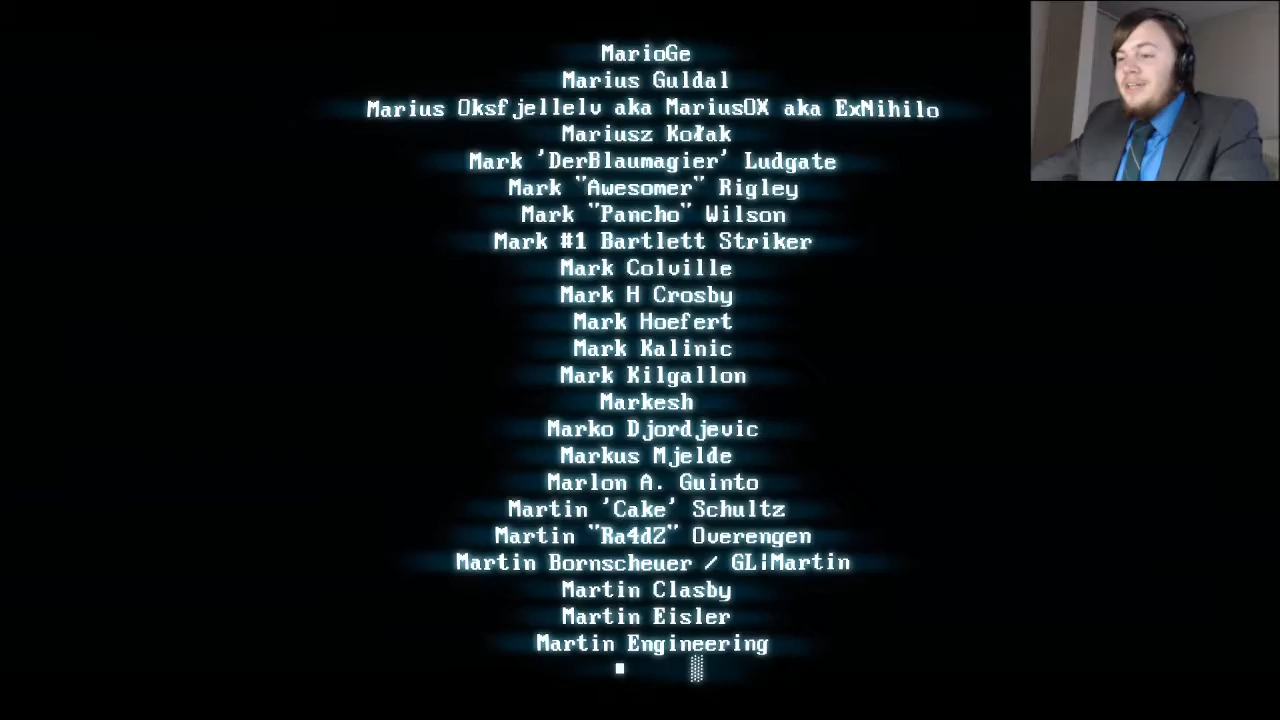 MarioGe
Marius Guldal
Marius Oksfjellelv aka MariusOX aka ExNihilo
Mariusz Kołak
Mark 'DerBlaumagier' Ludgate
Mark "Awesomer" Rigley
Mark "Pancho" Wilson
Mark #1 Bartlett Striker
Mark Colville
Mark H Crosby
Mark Hoefert
Mark Kalinic
Mark Kilgallon
Markesh
Marko Djordjevic
Markus Mjelde
Marlon A. Guinto
Martin 'Cake' Schultz
Martin "Ra4dZ" Overengen
Martin Bornscheuer / GL¦Martin
Martin Clasby
Martin Eisler
Martin Engineering